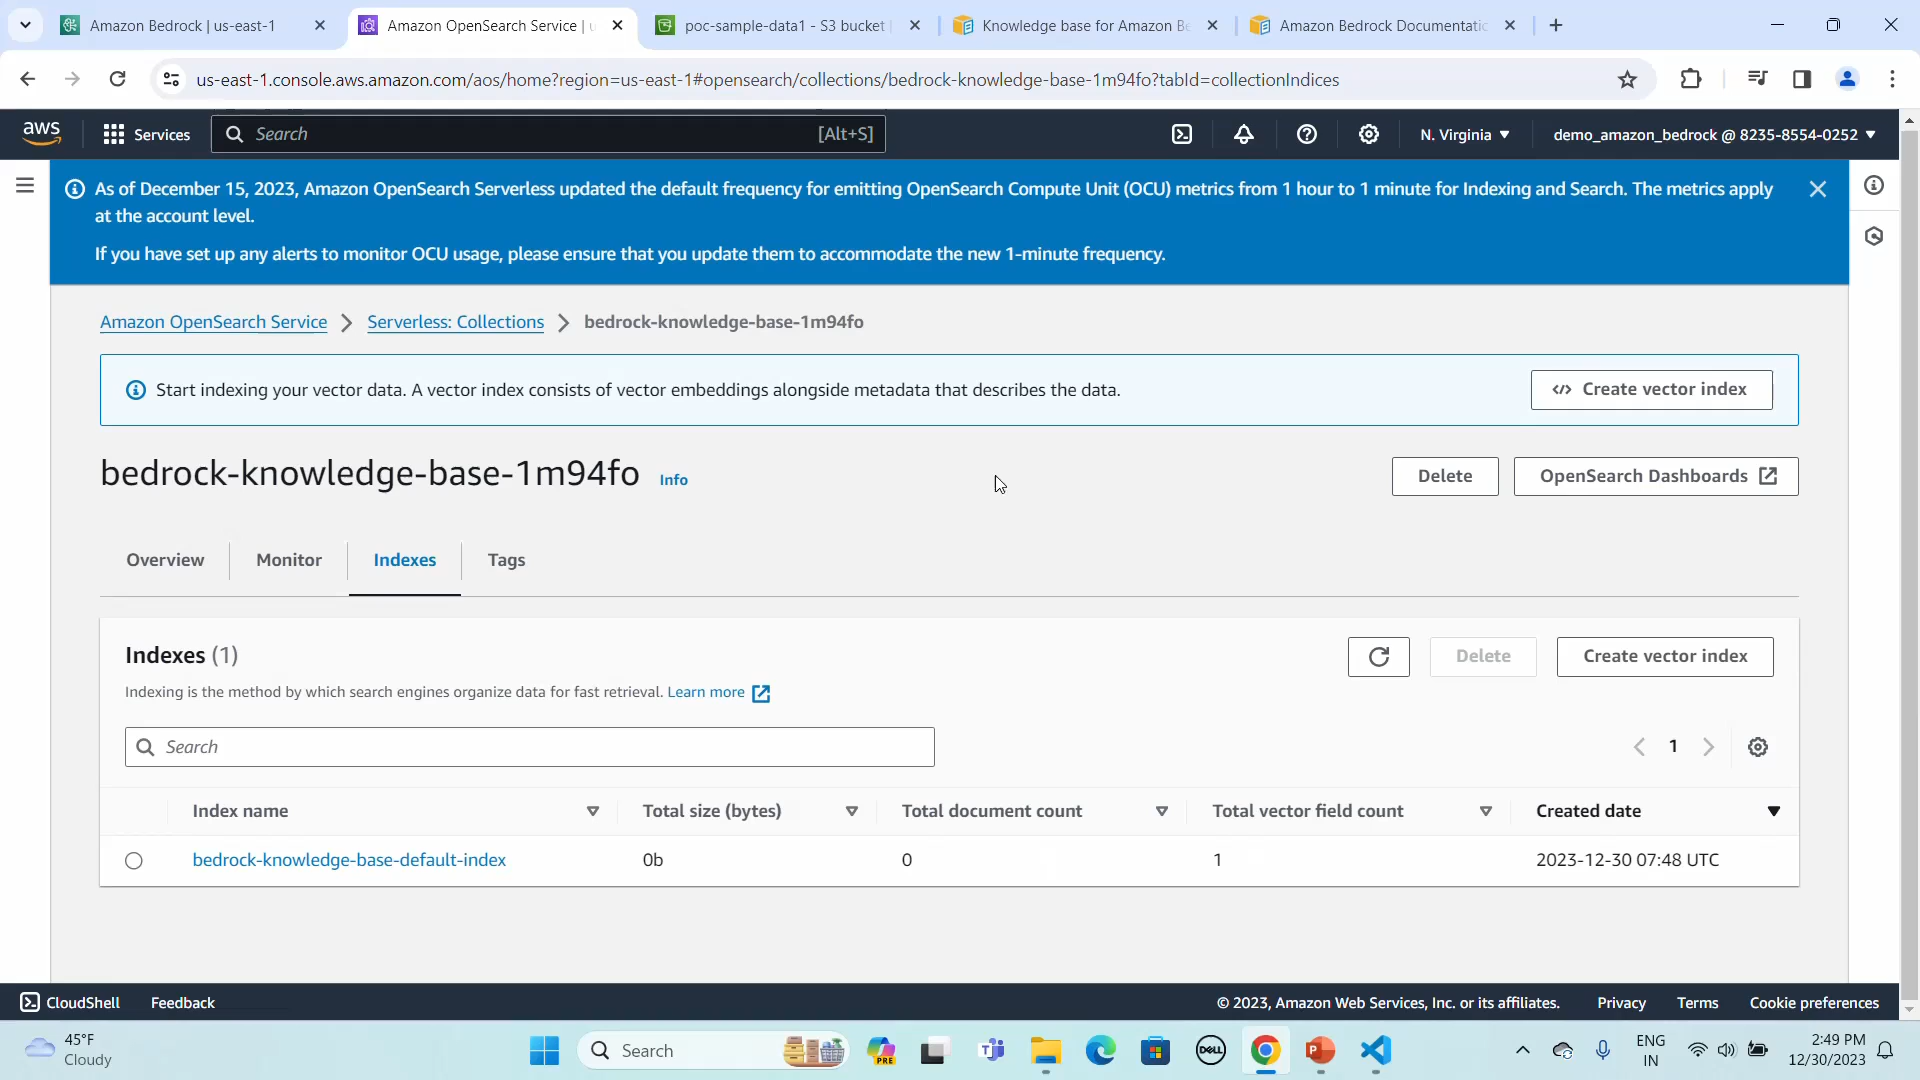 Amazon Bedrock | us-east-1
Amazon OpenSearch Service | u
poc-sample-data1 - S3 bucket |
Knowledge base for Amazon Be
Amazon Bedrock Documentatic
us-east-1.console.aws.amazon.com/aos/home?region=us-east-1#opensearch/collections/bedrock-knowledge-base-1m94fo?tabId=collectionIndices
aws
Services
Search
[Alt+S]
N. Virginia
demo_amazon_bedrock @ 8235-8554-0252
As of December 15, 2023, Amazon OpenSearch Serverless updated the default frequency for emitting OpenSearch Compute Unit (OCU) metrics from 1 hour to 1 minute for Indexing and Search. The metrics apply
at the account level.
If you have set up any alerts to monitor OCU usage, please ensure that you update them to accommodate the new 1-minute frequency.
Amazon OpenSearch Service
Serverless: Collections
bedrock-knowledge-base-1m94fo
Start indexing your vector data. A vector index consists of vector embeddings alongside metadata that describes the data.
Create vector index
bedrock-knowledge-base-1m94fo
Info
Delete
OpenSearch Dashboards
Overview
Monitor
Indexes
Tags
Indexes (1)
Delete
Create vector index
Indexing is the method by which search engines organize data for fast retrieval. Learn more
Search
1
Index name
Total size (bytes)
Total document count
Total vector field count
Created date
bedrock-knowledge-base-default-index
0b
0
1
2023-12-30 07:48 UTC
CloudShell
Feedback
© 2023, Amazon Web Services, Inc. or its affiliates.
Privacy
Terms
Cookie preferences
45°F
Cloudy
Search
PRE
DELL
ENG
IN
2:49 PM
12/30/2023